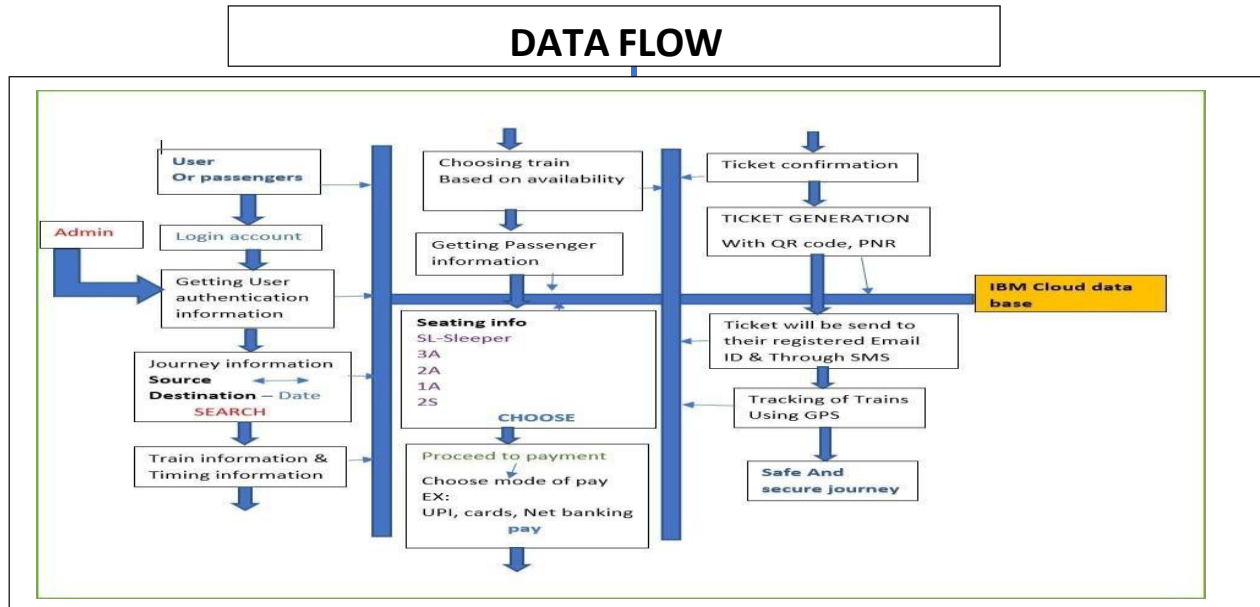 DATA FLOW
User
Or passengers
Admin
Login account
Getting User
authentication
information
Journey information
Source
Destination – Date
SEARCH
Train information &
Timing information
Choosing train
Based on availability
Getting Passenger
information
Seating info
SL-Sleeper
3A
2A
1A
2S
CHOOSE
Proceed to payment
Choose mode of pay
EX:
UPI, cards, Net banking
pay
Ticket confirmation
TICKET GENERATION
With QR code, PNR
IBM Cloud data
base
Ticket will be send to
their registered Email
ID & Through SMS
Tracking of Trains
Using GPS
Safe And
secure journey